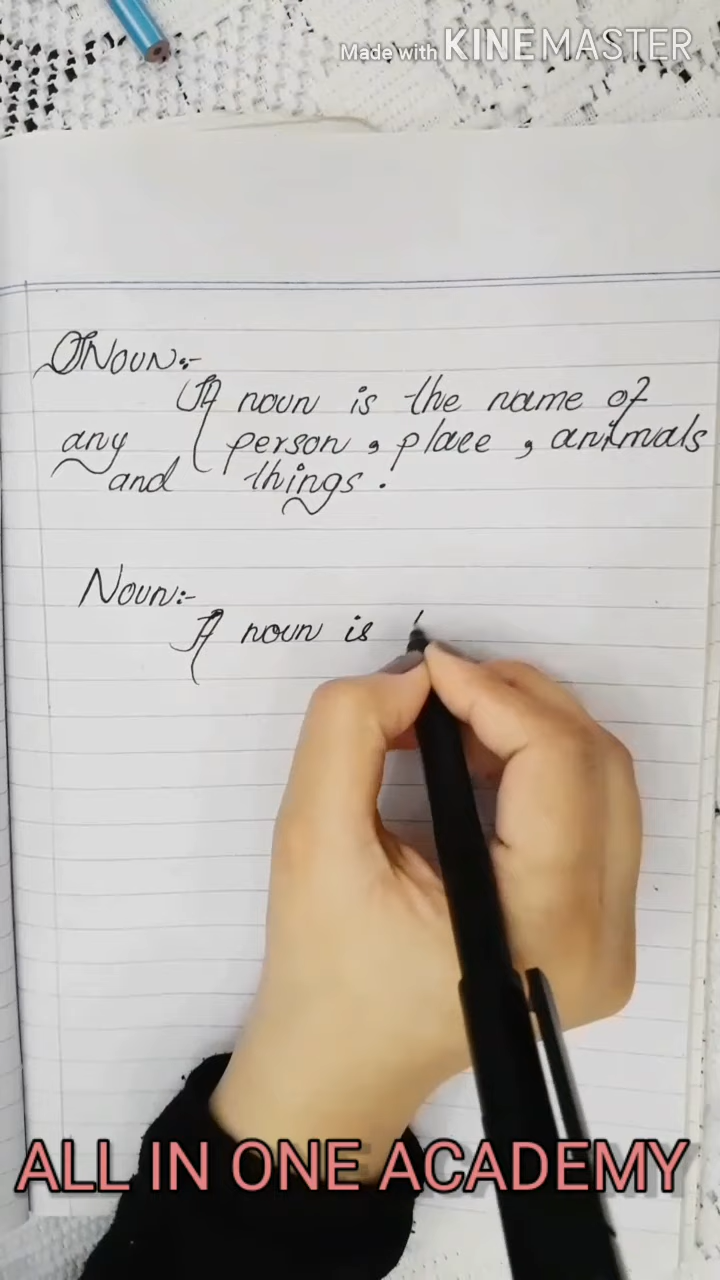 Made with KINEMASTER
Noun:-
A noun is the name of
any person, place, animals
and things.
Noun:-
A noun is
ALL IN ONE ACADEMY